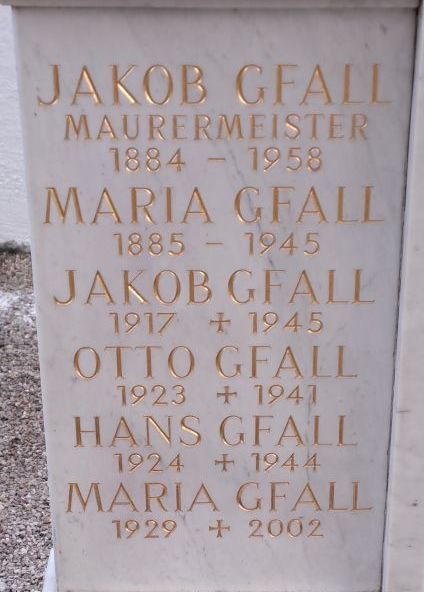 JAKOB GFALL
MAURERMEISTER
1884 – 1958
MARIA GFALL
1885 – 1945
JAKOB GFALL
1917 + 1945
OTTO GFALL
1923 + 1941
HANS GFALL
1924 + 1944
MARIA GFALL
1929 + 2002